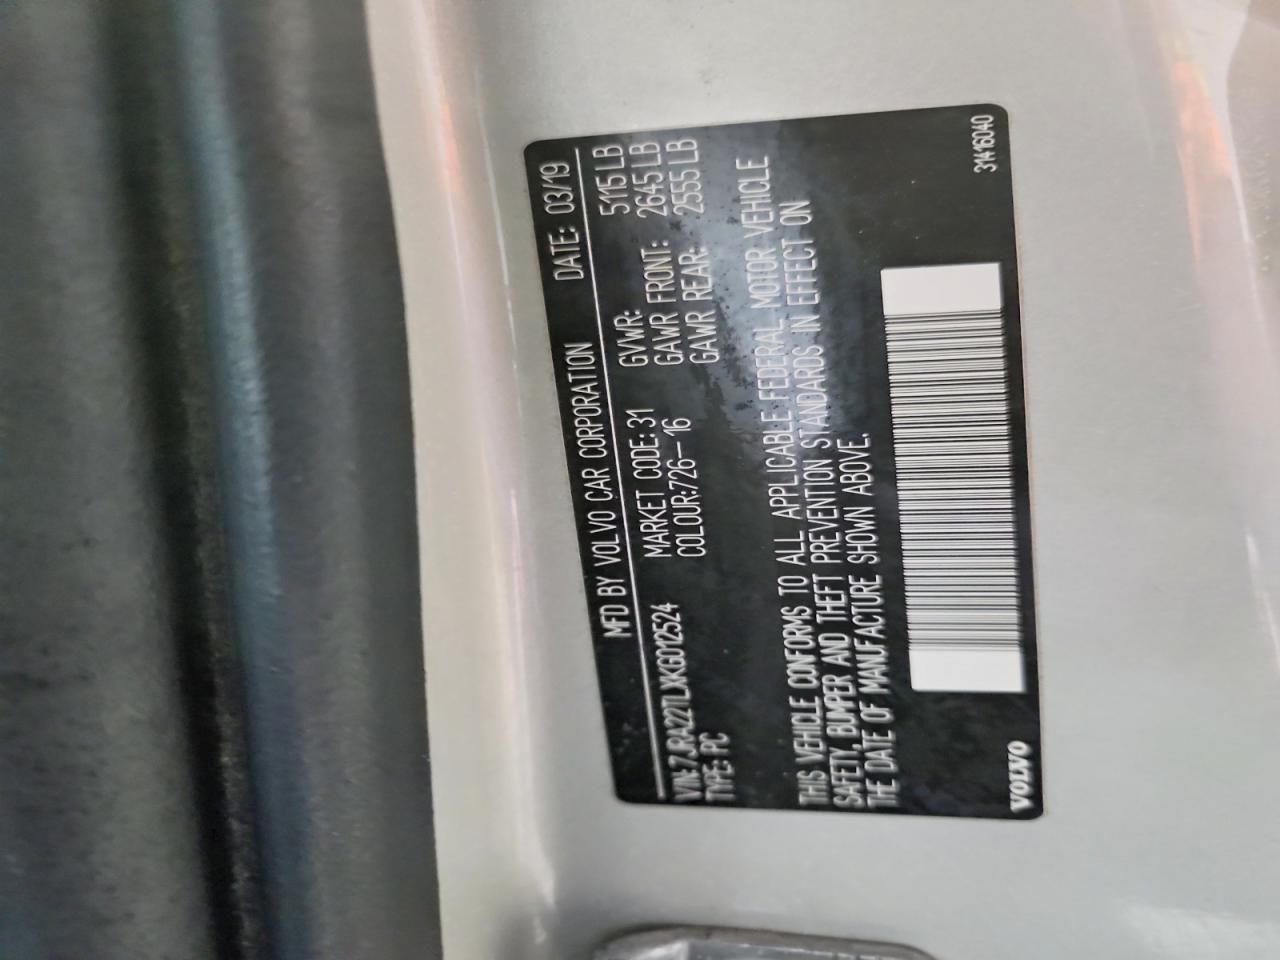 MFD BY VOLVO CAR CORPORATION DATE: 03/19
VIN: 7JRA22TLXKG012524 MARKET CODE: 31 GVWR: 5115 LB
TYPE: PC COLOUR:726-16 GAWR FRONT: 2645 LB
GAWR REAR: 2555 LB
THIS VEHICLE CONFORMS TO ALL APPLICABLE FEDERAL MOTOR VEHICLE
SAFETY, BUMPER AND THEFT PREVENTION STANDARDS IN EFFECT ON
THE DATE OF MANUFACTURE SHOWN ABOVE.
VOLVO 31416040